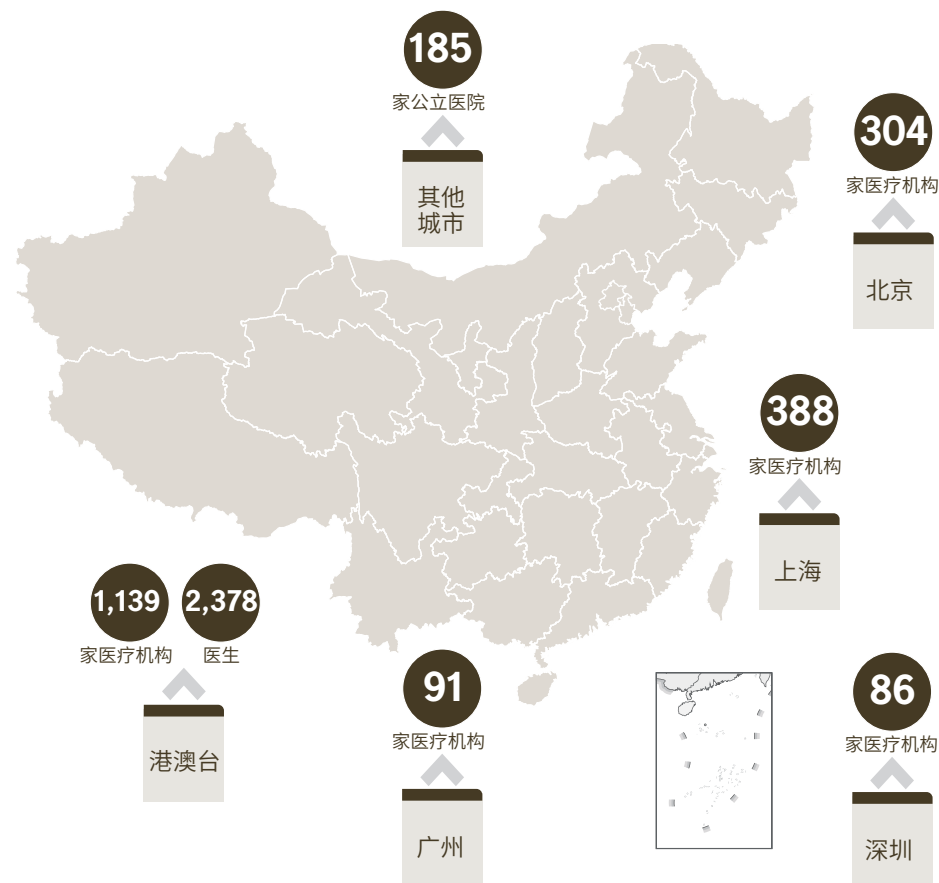 185
家公立医院
其他
城市
304
家医疗机构
北京
388
家医疗机构
上海
1,139
2,378
家医疗机构
医生
港澳台
91
家医疗机构
广州
86
家医疗机构
深圳